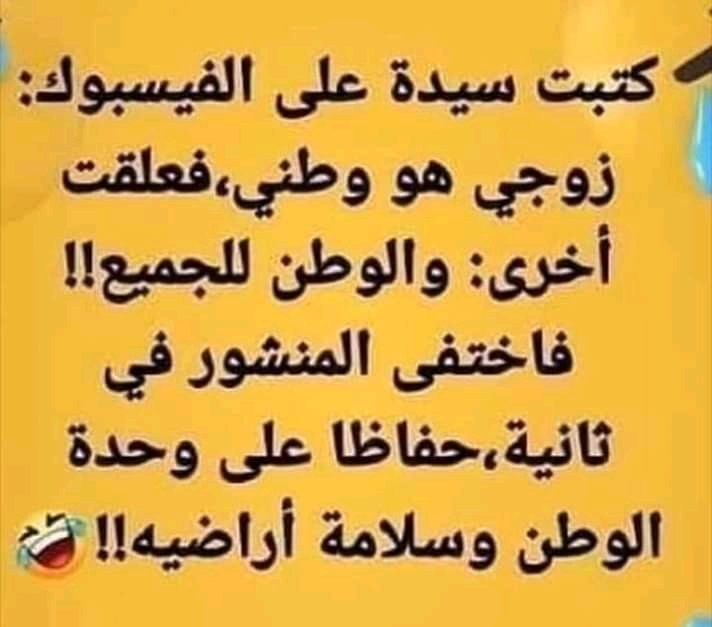 كتبت سيدة على الفيسبوك:
زوجي هو وطني،فعلقت
أخرى: والوطن للجميع!!
فاختفى المنشور في
ثانية،حفاظا على وحدة
الوطن وسلامة أراضيه!!🤣